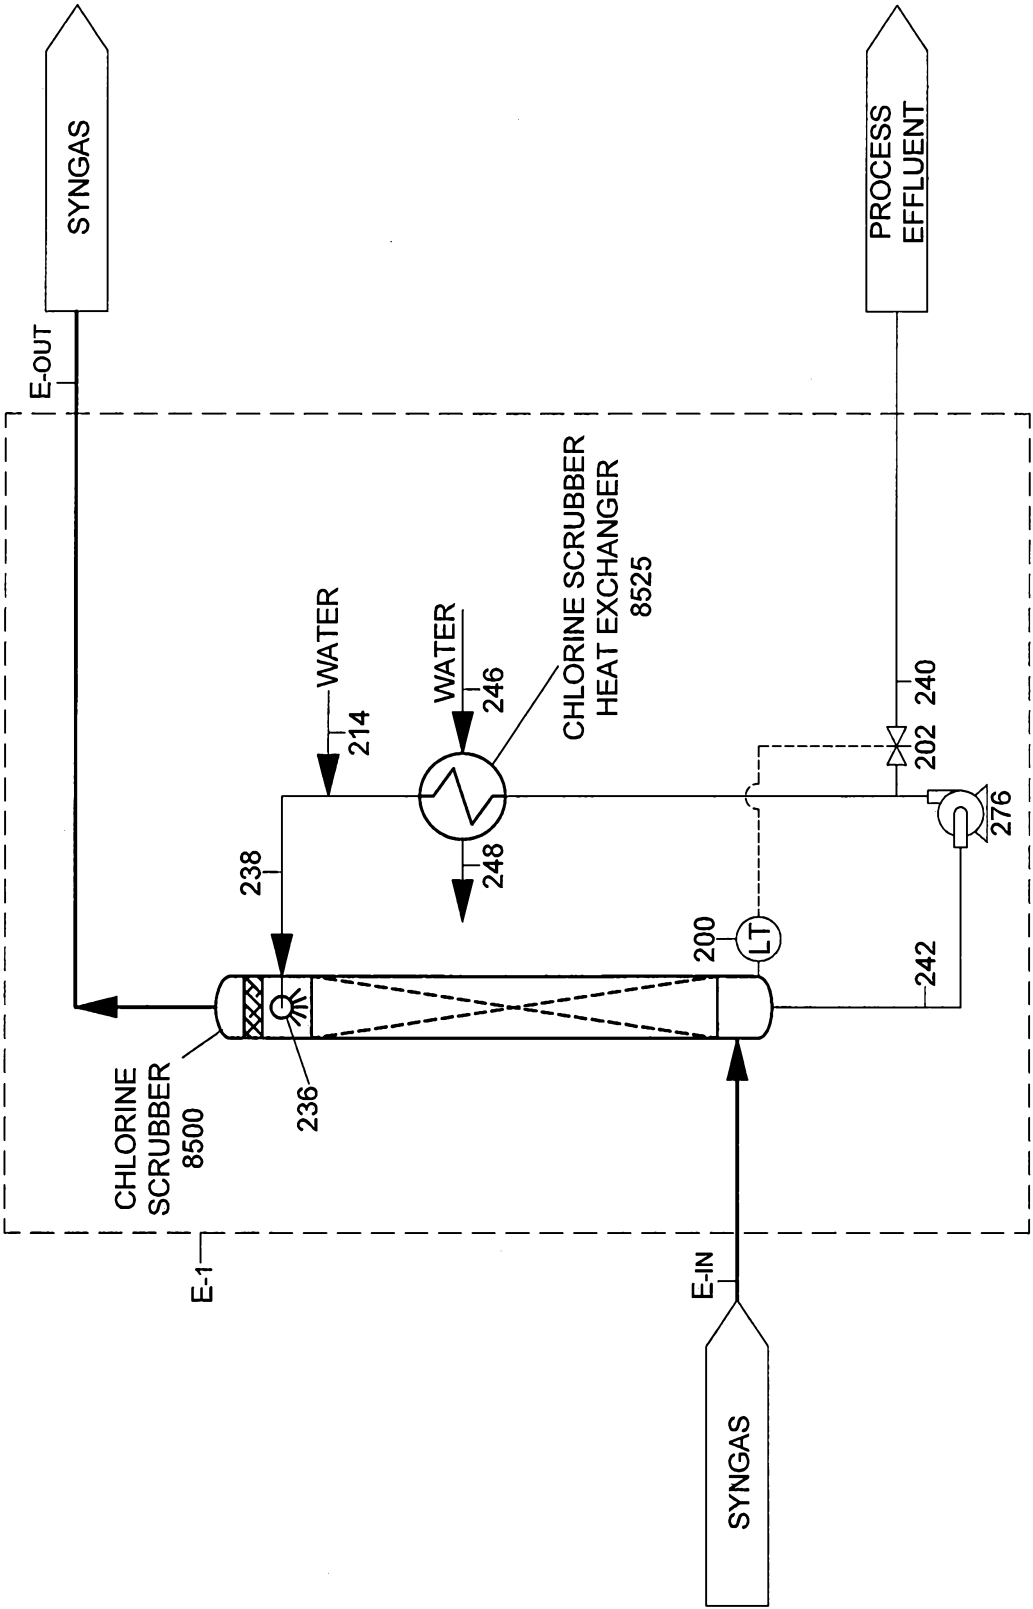 SYNGAS
E-OUT
PROCESS
EFFLUENT
CHLORINE
SCRUBBER
8500
236
238
WATER
214
WATER
246
248
CHLORINE SCRUBBER
HEAT EXCHANGER
8525
200
LT
202
240
242
276
E-1
E-IN
SYNGAS